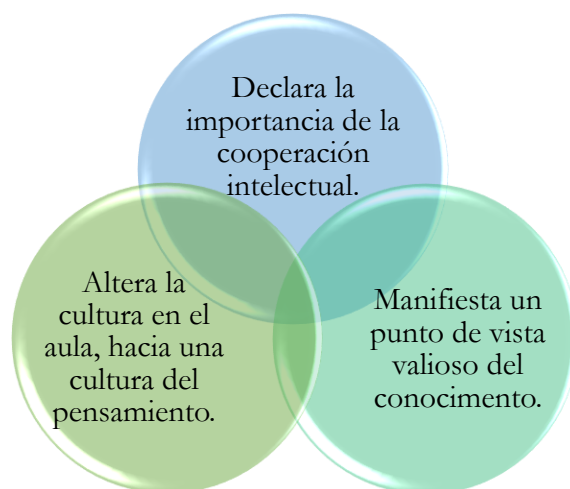 Declara la
importancia de la
cooperación
intelectual.
Altera la
cultura en el
aula, hacia una
cultura del
pensamiento.
Manifiesta un
punto de vista
valioso del
conocimento.